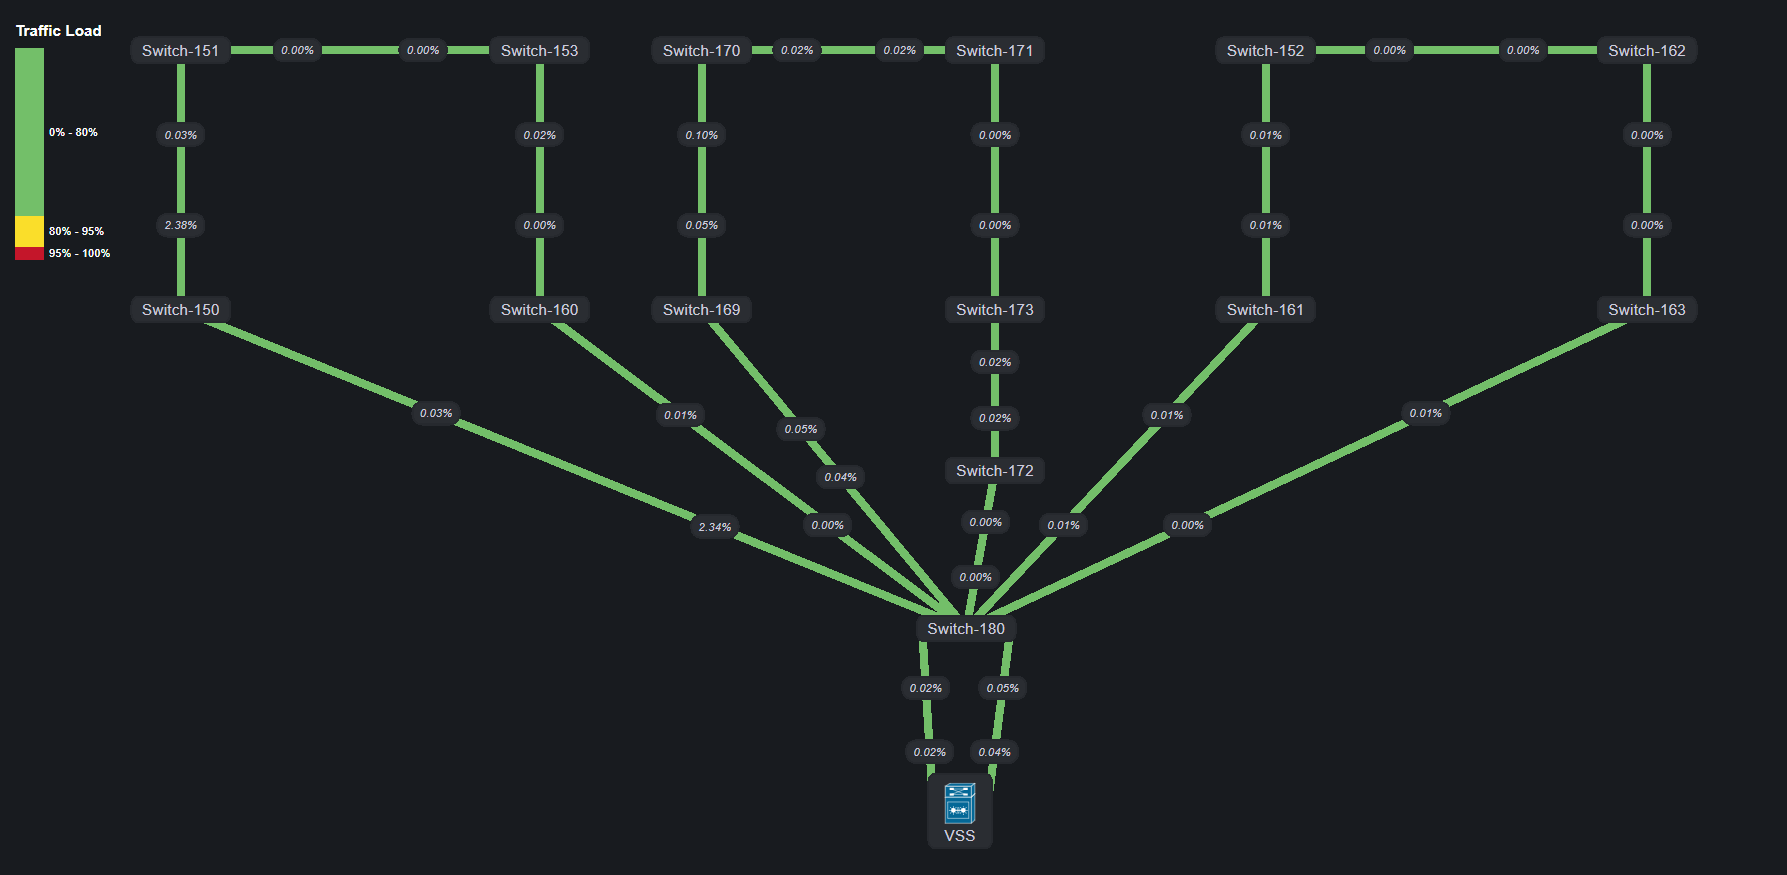 Traffic Load
0% - 80%
80% - 95%
95% - 100%
Switch-151
0.00%
0.00%
Switch-153
Switch-170
0.02%
0.02%
Switch-171
Switch-152
0.00%
0.00%
Switch-162
0.03%
0.02%
0.10%
0.00%
0.01%
0.00%
2.38%
0.00%
0.05%
0.00%
0.01%
0.00%
Switch-150
Switch-160
Switch-169
Switch-173
Switch-161
Switch-163
0.02%
0.03%
0.01%
0.05%
0.02%
0.01%
0.01%
Switch-172
0.04%
2.34%
0.00%
0.00%
0.01%
0.00%
0.00%
Switch-180
0.02%
0.05%
0.02%
0.04%
VSS